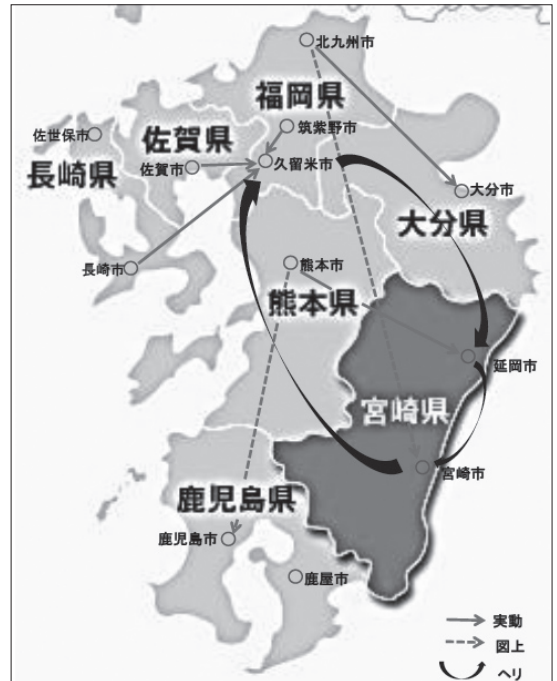 北九州市
福岡県
筑紫野市
佐世保市
佐賀県
佐賀市
久留米市
長崎県
大分市
大分県
長崎市
熊本市
熊本県
延岡市
宮崎県
宮崎市
鹿児島県
鹿児島市
鹿屋市
実動
図上
ヘリ